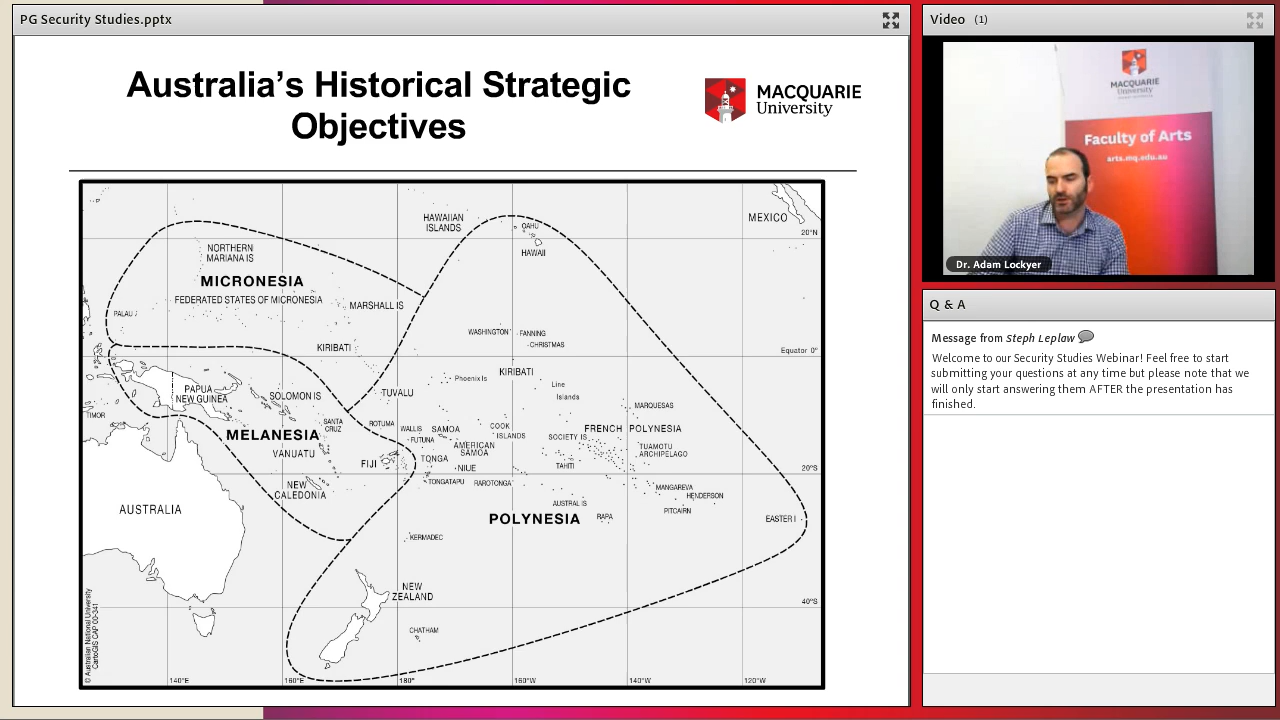 PG Security Studies.pptx
Australia’s Historical Strategic
Objectives
MACQUARIE
University
HAWAIIAN
ISLANDS
OAHU
HAWAII
MEXICO
20°N
NORTHERN
MARIANA IS
MICRONESIA
FEDERATED STATES OF MICRONESIA
MARSHALL IS
PALAU
WASHINGTON
FANNING
CHRISTMAS
KIRIBATI
Equator 0°
KIRIBATI
Phoenix Is
Line
Islands
PAPUA
NEW GUINEA
SOLOMON IS
TUVALU
MARQUESAS
TIMOR
SANTA
CRUZ
ROTUMA
WALLIS
FUTUNA
SAMOA
COOK
ISLANDS
FRENCH POLYNESIA
SOCIETY IS
MELANESIA
VANUATU
AMERICAN
SAMOA
TUAMOTU
ARCHIPELAGO
FIJI
TONGA
NIUE
TAHITI
20°S
NEW
CALEDONIA
TONGATAPU
RAROTONGA
MANGAREVA
HENDERSON
AUSTRALIA
AUSTRAL IS
PITCAIRN
POLYNESIA
RAPA
EASTER I
KERMADEC
NEW
ZEALAND
40°S
CHATHAM
© Australian National University
CartoGIS CAP 00-341
140°E
160°E
180°
160°W
140°W
120°W
Video (1)
MACQUARIE
University
Faculty of Arts
arts.mq.edu.au
Dr. Adam Lockyer
Q & A
Message from Steph Leplaw
Welcome to our Security Studies Webinar! Feel free to start
submitting your questions at any time but please note that we
will only start answering them AFTER the presentation has
finished.